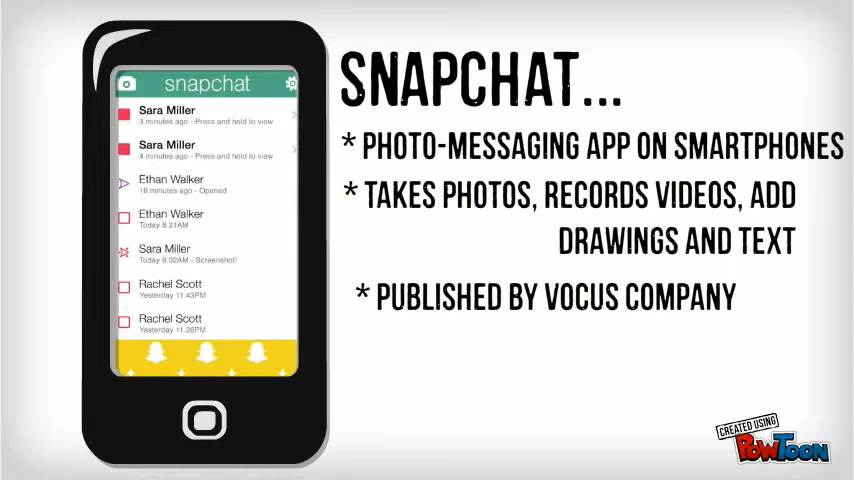 snapchat
Sara Miller
3 minutes ago - Press and hold to view
Sara Miller
4 minutes ago - Press and hold to view
Ethan Walker
18 minutes ago - Opened
Ethan Walker
Today 8.21AM
Sara Miller
Today 8.02AM - Screenshot!
Rachel Scott
Yesterday 11.43PM
Rachel Scott
Yesterday 11.26PM
SNAPCHAT...
* PHOTO-MESSAGING APP ON SMARTPHONES
* TAKES PHOTOS, RECORDS VIDEOS, ADD
DRAWINGS AND TEXT
* PUBLISHED BY VOCUS COMPANY
CREATED USING
POWTOON